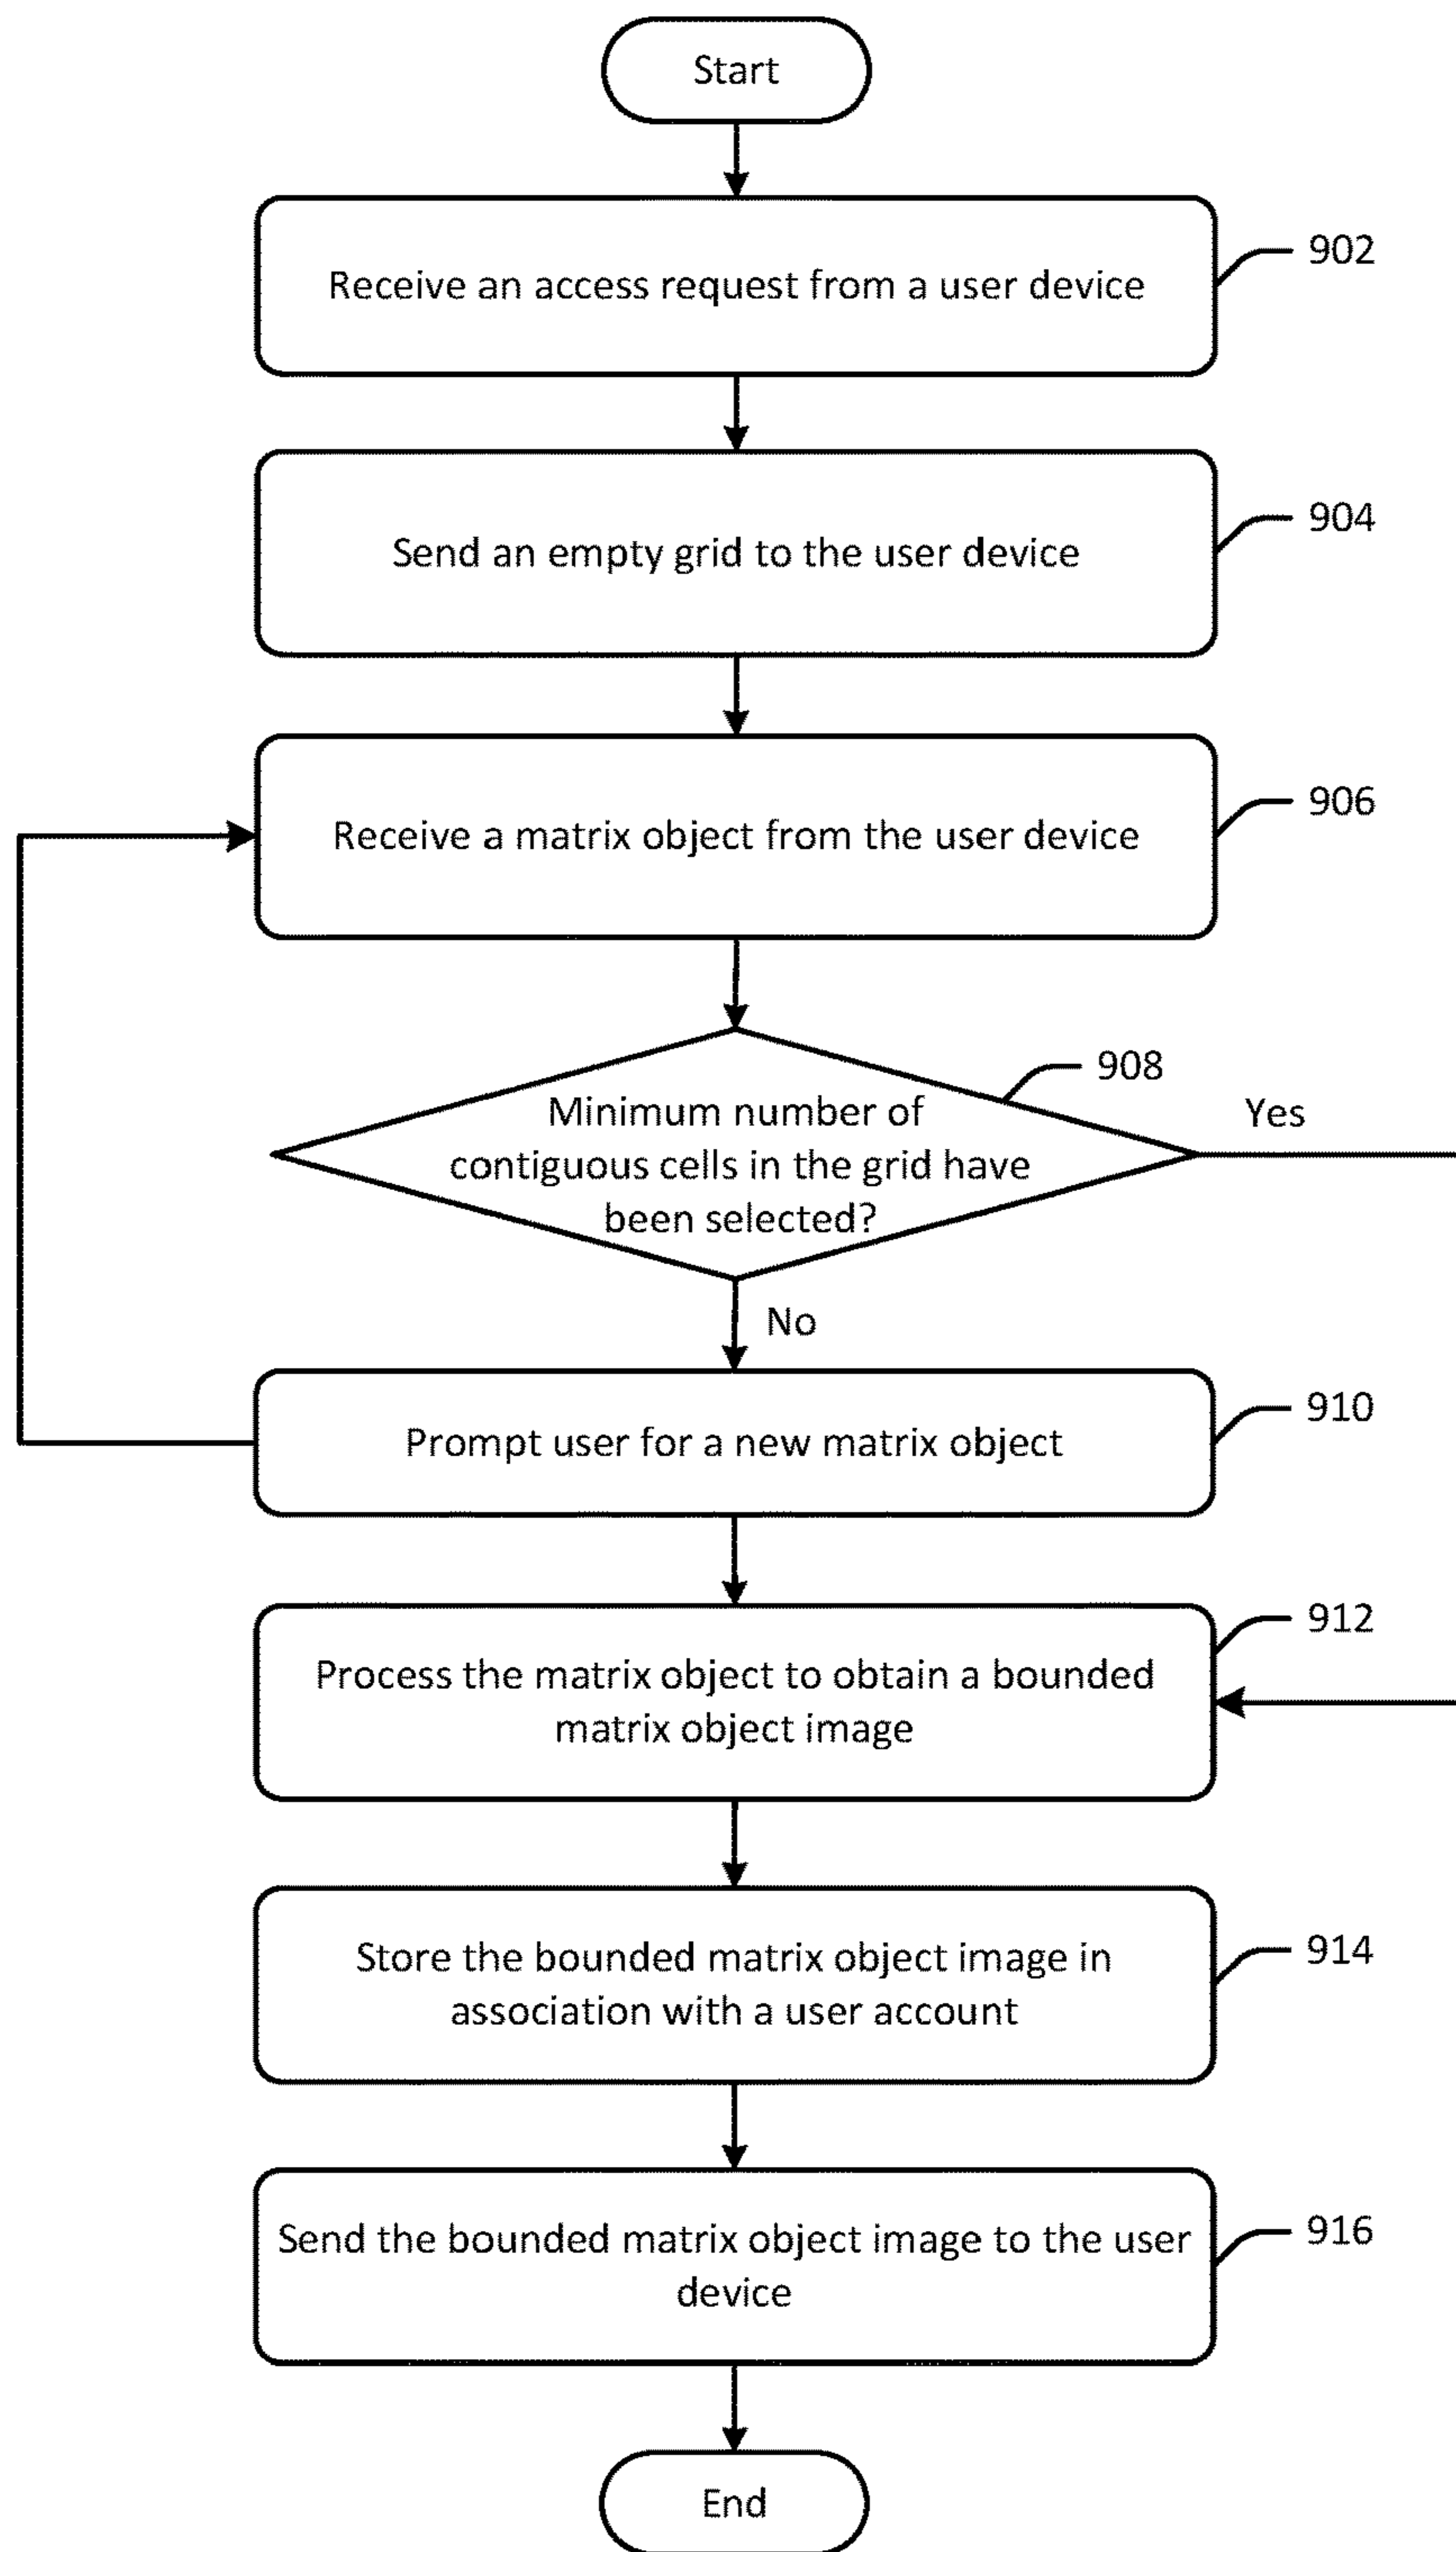 Start
Receive an access request from a user device
902
Send an empty grid to the user device
904
Receive a matrix object from the user device
906
908
Minimum number of
contiguous cells in the grid have
been selected?
Yes
No
Prompt user for a new matrix object
910
Process the matrix object to obtain a bounded
matrix object image
912
Store the bounded matrix object image in
association with a user account
914
Send the bounded matrix object image to the user
device
916
End